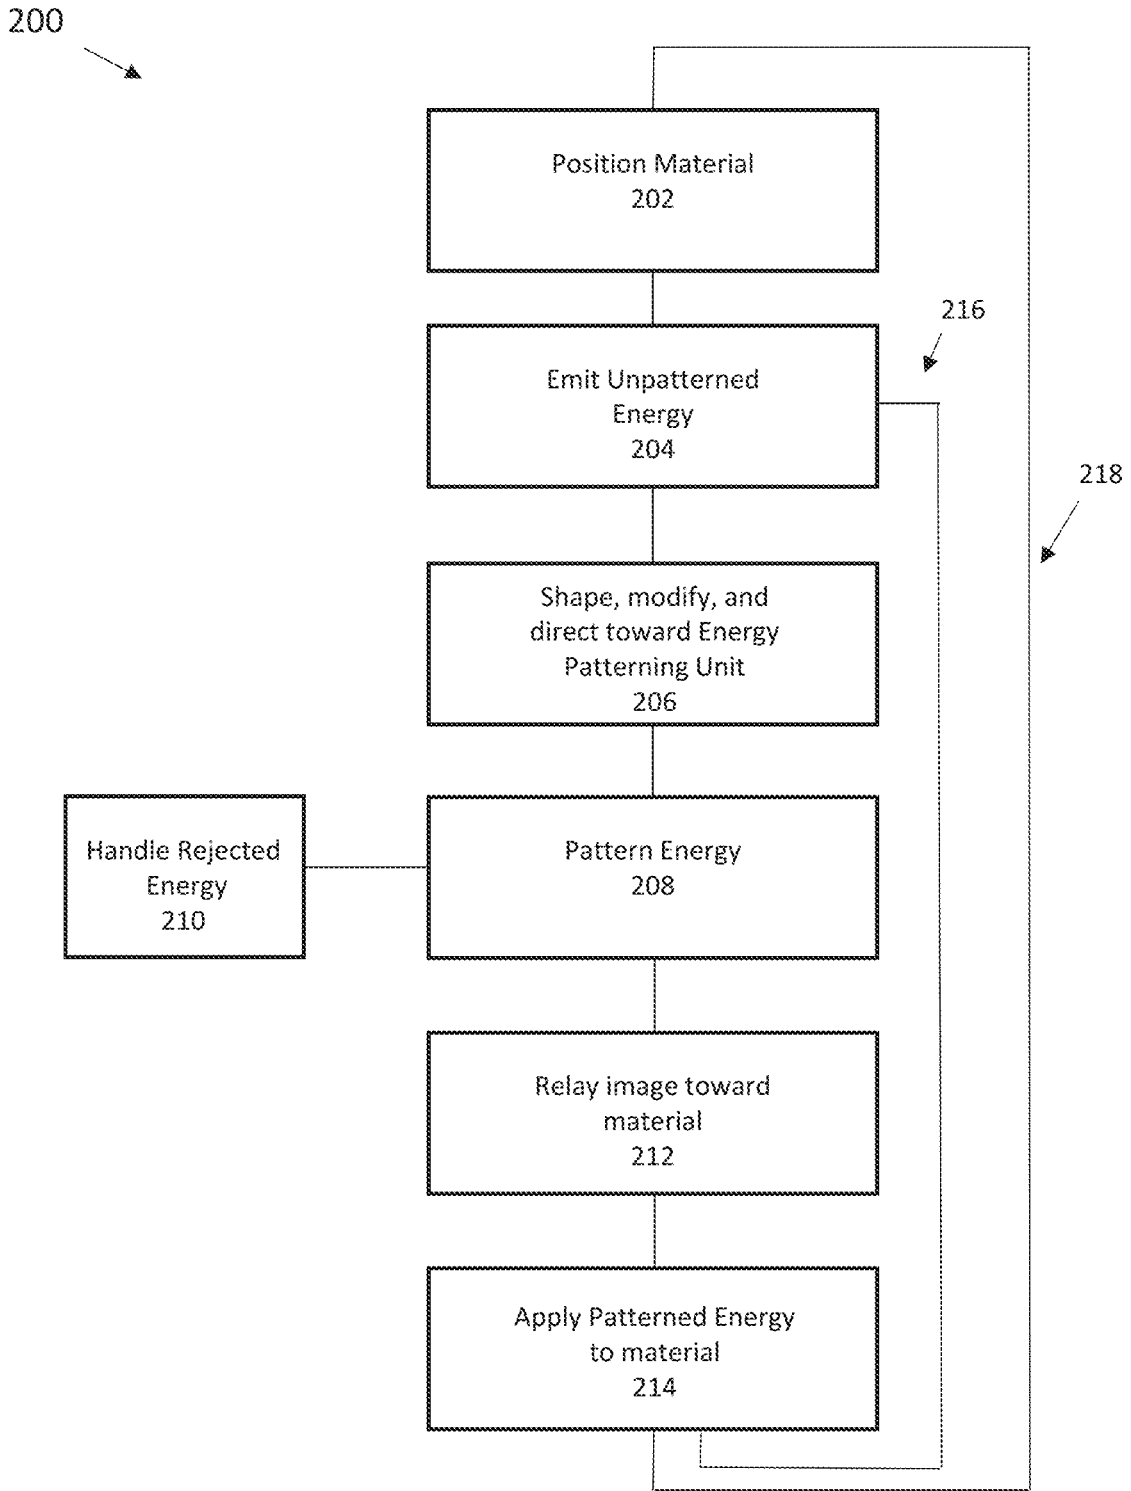 200
Position Material
202
216
Emit Unpatterned
Energy
204
218
Shape, modify, and
direct toward Energy
Patterning Unit
206
Handle Rejected
Energy
210
Pattern Energy
208
Relay image toward
material
212
Apply Patterned Energy
to material
214